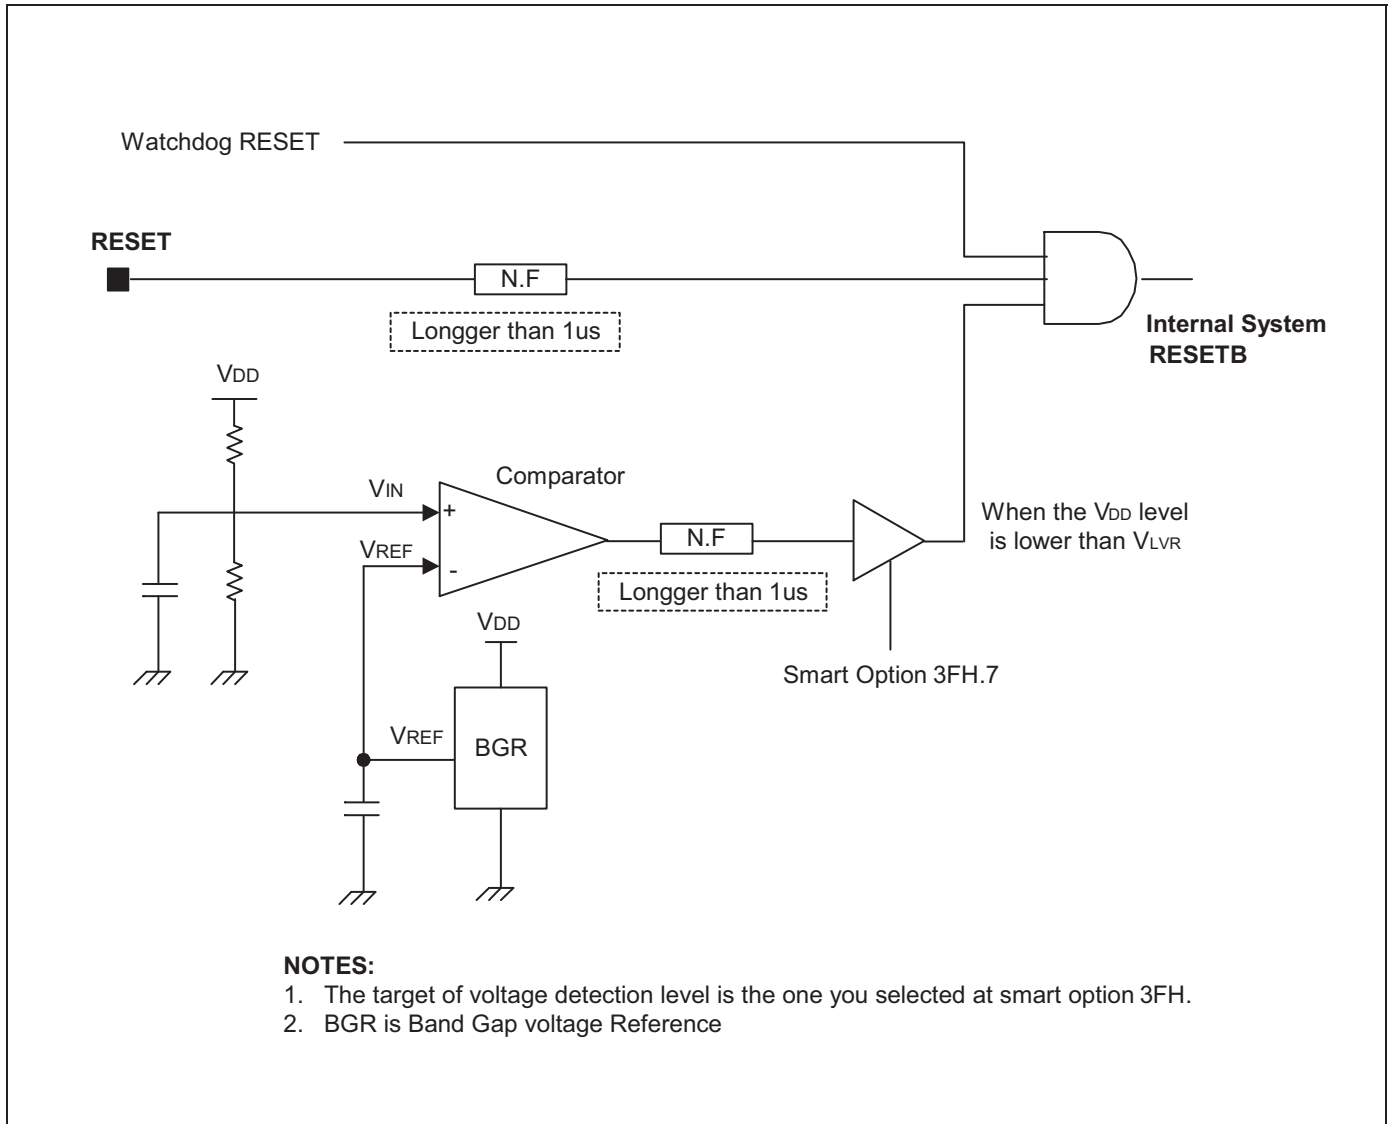 Watchdog RESET
RESET
N.F
Longger than 1us
Internal System
RESETB
VDD
Comparator
VIN
+
VREF
-
N.F
Longger than 1us
When the VDD level
is lower than VLVR
VDD
Smart Option 3FH.7
VREF
BGR
NOTES:
1. The target of voltage detection level is the one you selected at smart option 3FH.
2. BGR is Band Gap voltage Reference